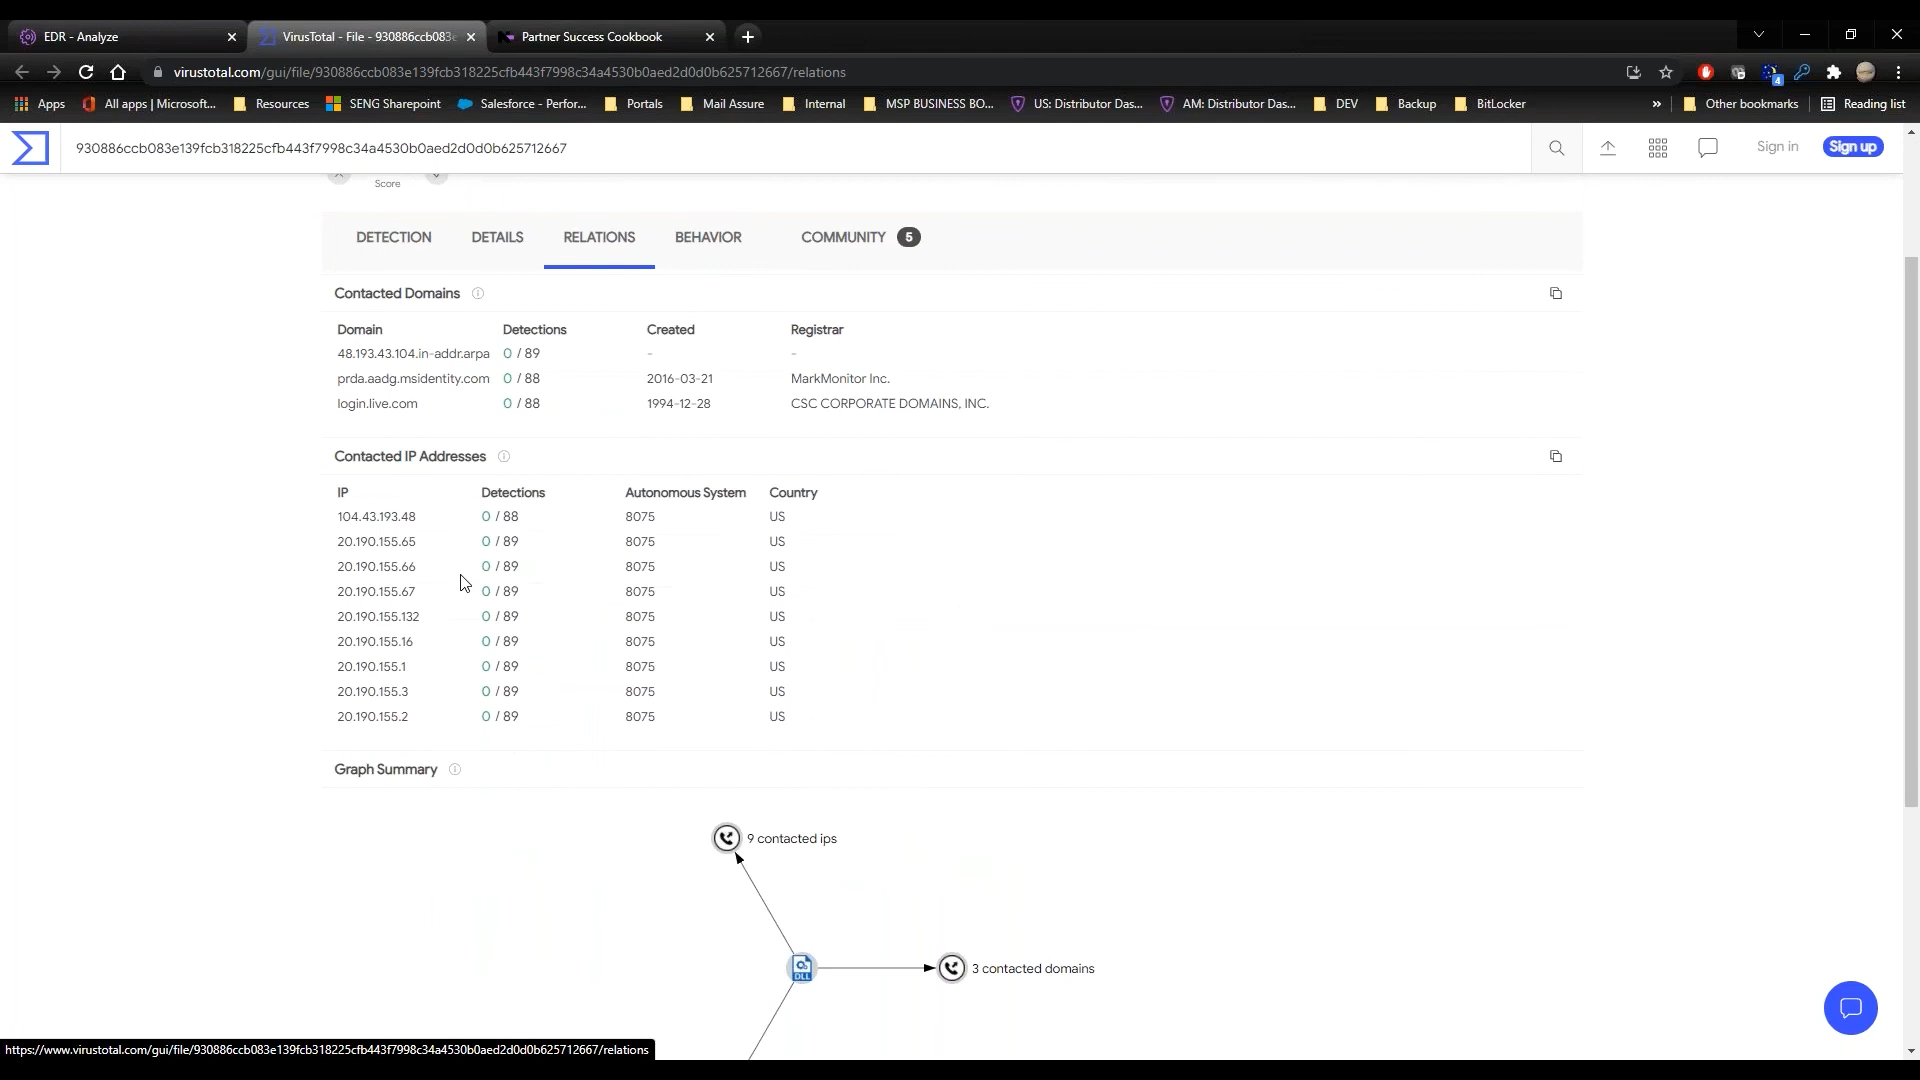 EDR - Analyze
VirusTotal - File - 930886ccb083e
Partner Success Cookbook
virustotal.com/gui/file/930886ccb083e139fcb318225cfb443f7998c34a4530b0aed2d0d0b625712667/relations
4
Apps
All apps | Microsoft...
Resources
SENG Sharepoint
Salesforce - Perfor...
Portals
Mail Assure
Internal
MSP BUSINESS BO...
US: Distributor Das...
AM: Distributor Das...
DEV
Backup
BitLocker
»
Other bookmarks
Reading list
930886ccb083e139fcb318225cfb443f7998c34a4530b0aed2d0d0b625712667
Sign in
Sign up
Score
DETECTION DETAILS RELATIONS BEHAVIOR COMMUNITY 5
Contacted Domains
Domain Detections Created Registrar
48.193.43.104.in-addr.arpa 0 / 89 - -
prda.aadg.msidentity.com 0 / 88 2016-03-21 MarkMonitor Inc.
login.live.com 0 / 88 1994-12-28 CSC CORPORATE DOMAINS, INC.
Contacted IP Addresses
IP Detections Autonomous System Country
104.43.193.48 0 / 88 8075 US
20.190.155.65 0 / 89 8075 US
20.190.155.66 0 / 89 8075 US
20.190.155.67 0 / 89 8075 US
20.190.155.132 0 / 89 8075 US
20.190.155.16 0 / 89 8075 US
20.190.155.1 0 / 89 8075 US
20.190.155.3 0 / 89 8075 US
20.190.155.2 0 / 89 8075 US
Graph Summary
9 contacted ips
DLL
3 contacted domains
https://www.virustotal.com/gui/file/930886ccb083e139fcb318225cfb443f7998c34a4530b0aed2d0d0b625712667/relations